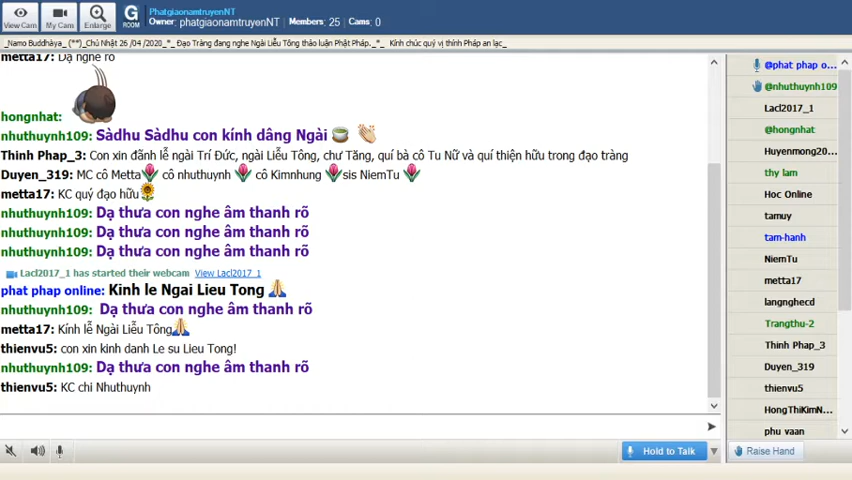 View Cam
My Cam
Enlarge
G
ROOM
PhatgiaonamtruyenNT
Owner: phatgiaonamtruyenNT | Members: 25 | Cams: 0
_Namo Buddhàya_ (**)_Chủ Nhật 26 /04 /2020_*_ Đạo Tràng đang nghe Ngài Liễu Tông thảo luận Phật Pháp._*_ Kính chúc quý vị thính Pháp an lạc_
metta17: Dạ nghe rõ
hongnhat:
nhuthuynh109: Sàdhu Sàdhu con kính dâng Ngài
Thinh Phap_3: Con xin đãnh lễ ngài Trí Đức, ngài Liễu Tông, chư Tăng, quí bà cô Tu Nữ và quí thiện hữu trong đạo tràng
Duyen_319: MC cô Metta cô nhuthuynh cô Kimnhung sis NiemTu
metta17: KC quý đạo hữu
nhuthuynh109: Dạ thưa con nghe âm thanh rõ
nhuthuynh109: Dạ thưa con nghe âm thanh rõ
nhuthuynh109: Dạ thưa con nghe âm thanh rõ
Lacl2017_1 has started their webcam View Lacl2017_1
phat phap online: Kinh le Ngai Lieu Tong
nhuthuynh109: Dạ thưa con nghe âm thanh rõ
metta17: Kính lễ Ngài Liễu Tông
thienvu5: con xin kinh danh Le su Lieu Tong!
nhuthuynh109: Dạ thưa con nghe âm thanh rõ
thienvu5: KC chi Nhuthuynh
@phat phap o...
@nhuthuynh109
Lacl2017_1
@hongnhat
Huyenmong20...
thy lam
Hoc Online
tamuy
tam-hanh
NiemTu
metta17
langnghecd
Trangthu-2
Thinh Phap_3
Duyen_319
thienvu5
HongThiKimN...
phu vaan
Hold to Talk
Raise Hand